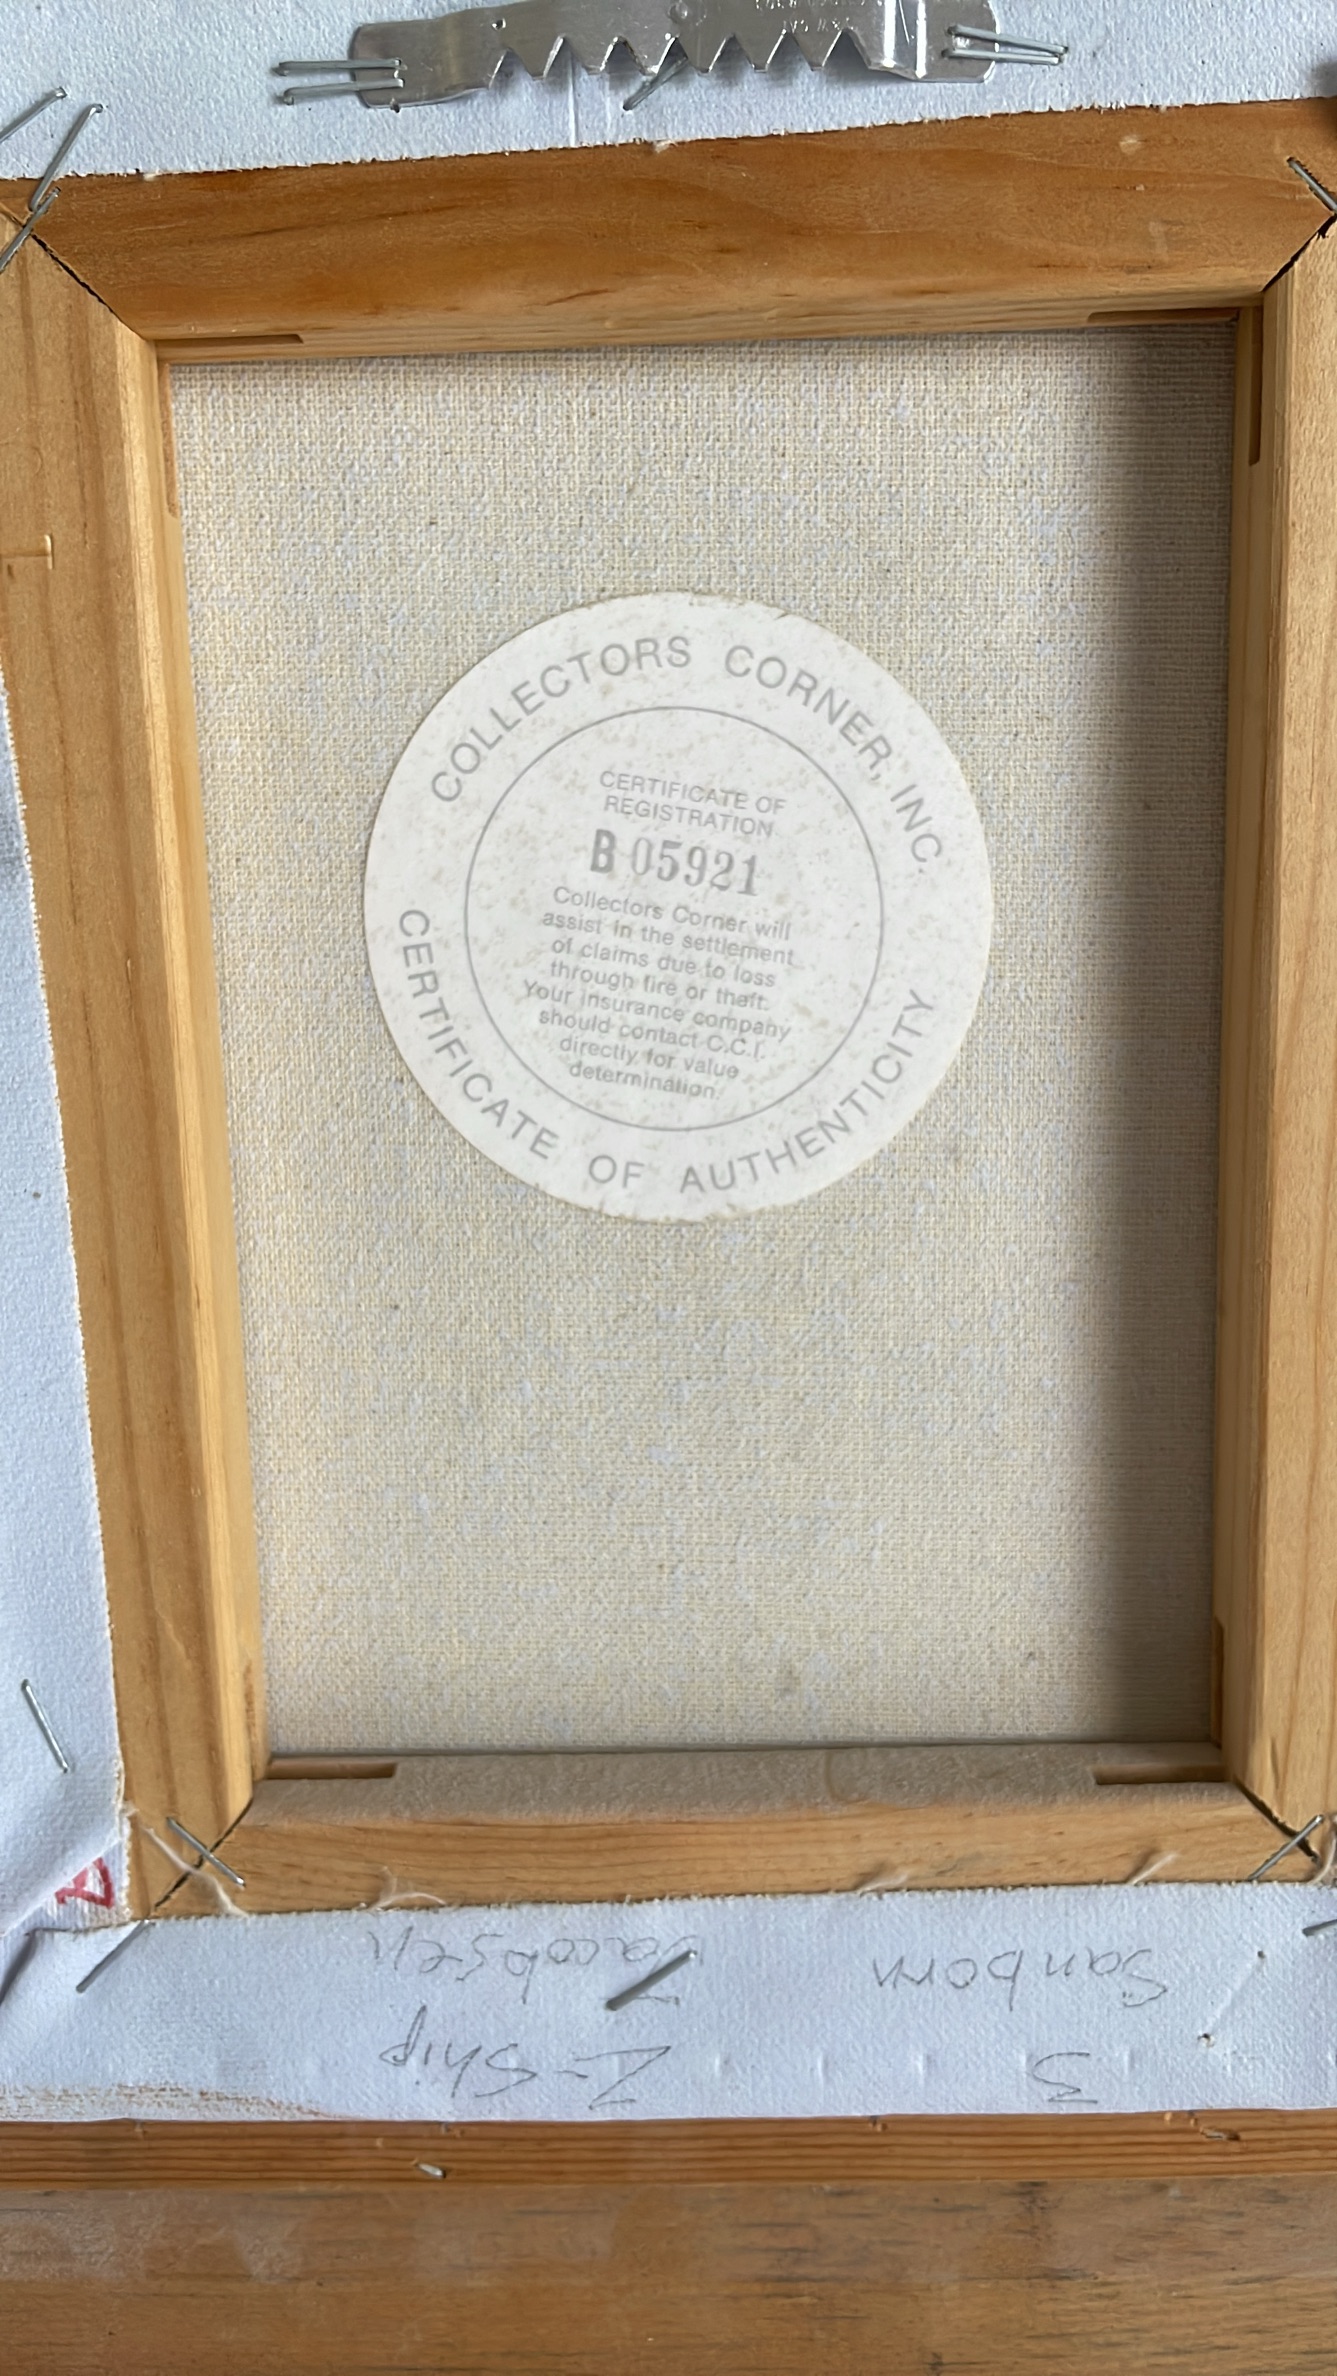 COLLECTORS CORNER, INC.
CERTIFICATE OF
REGISTRATION
B 05921
Collectors Corner will
assist in the settlement
of claims due to loss
through fire or theft.
Your insurance company
should contact C.C.I.
directly for value
determination.
CERTIFICATE OF AUTHENTICITY
3 Z-Ship
Sanborn Jacobsen